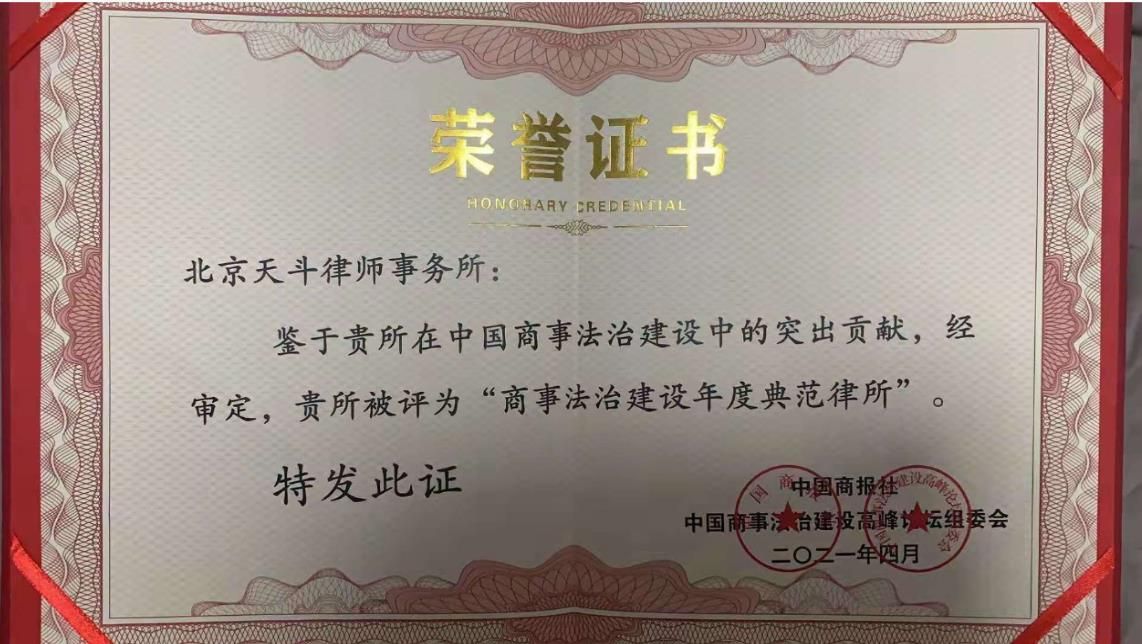 荣誉证书
HONORARY CREDENTIAL
北京天斗律师事务所：
鉴于贵所在中国商事法治建设中的突出贡献，经
审定，贵所被评为“商事法治建设年度典范律所”。
特发此证
中国商报社
中国商事法治建设高峰论坛组委会
二〇二一年四月